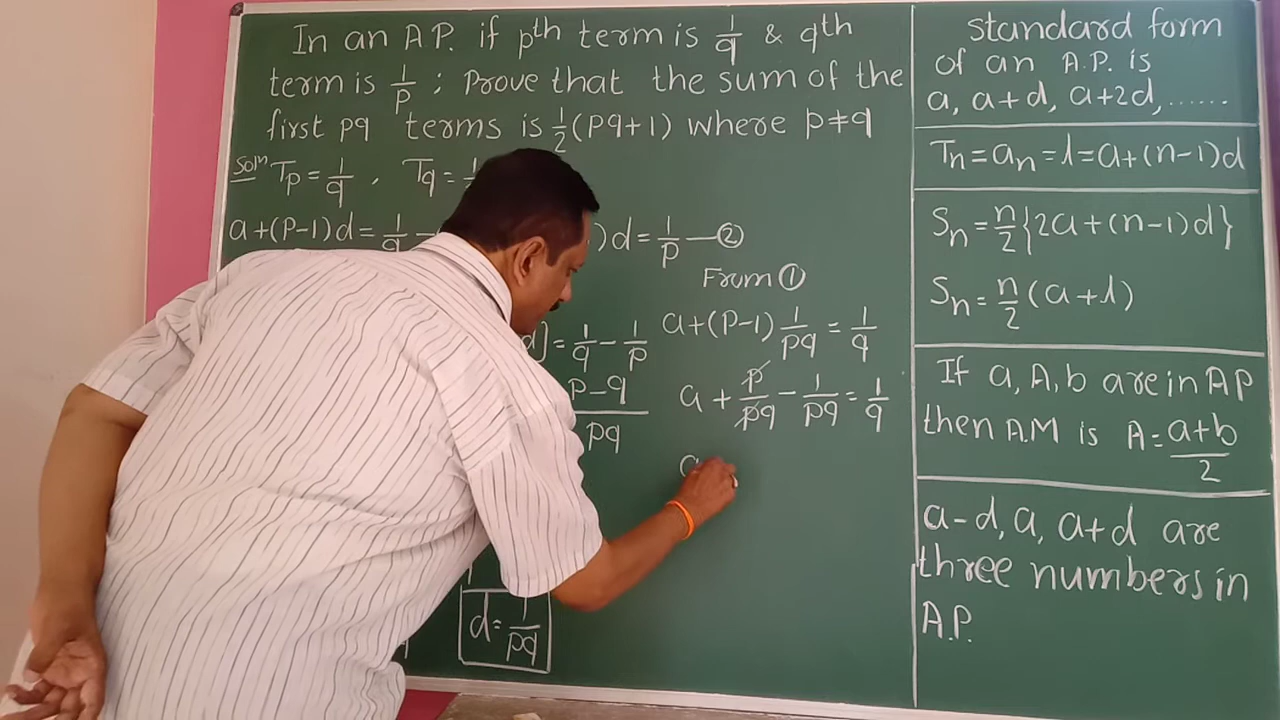 In an A.P. if pth term is 1/q & qth
term is 1/p ; Prove that the sum of the
first pq terms is 1/2(pq+1) where p≠q
Soln Tp=1/q , Tq=
a+(P-1)d=1/q
)d=1/p—②
From ①
d]=1/q-1/p
p-q
pq
a+(P-1)1/pq=1/q
a+p/pq-1/pq=1/q
a
d=1/pq
standard form
of an A.P. is
a, a+d, a+2d,......
Tn=an=l=a+(n-1)d
Sn=n/2{2a+(n-1)d}
Sn=n/2(a+l)
If a,A,b are in AP
then A.M is A=a+b/2
a-d,a,a+d are
three numbers in
A.P.